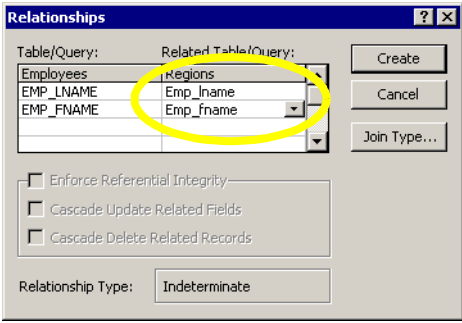 Relationships
Table/Query: Related Table/Query:
Employees Regions
EMP_LNAME Emp_lname
EMP_FNAME Emp_fname
Create
Cancel
Join Type...
Enforce Referential Integrity
Cascade Update Related Fields
Cascade Delete Related Records
Relationship Type: Indeterminate